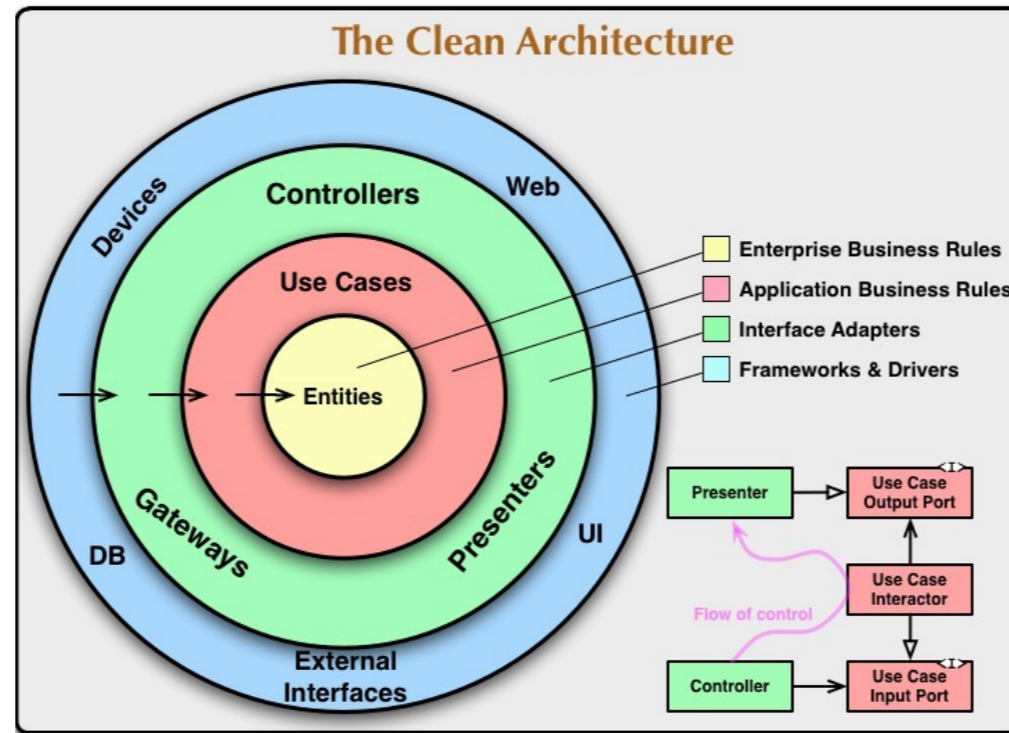 The Clean Architecture
Devices
Controllers
Web
Use Cases
Entities
Gateways
Presenters
DB
UI
External
Interfaces
Enterprise Business Rules
Application Business Rules
Interface Adapters
Frameworks & Drivers
Presenter
<I>
Use Case
Output Port
Use Case
Interactor
Flow of control
Controller
<I>
Use Case
Input Port